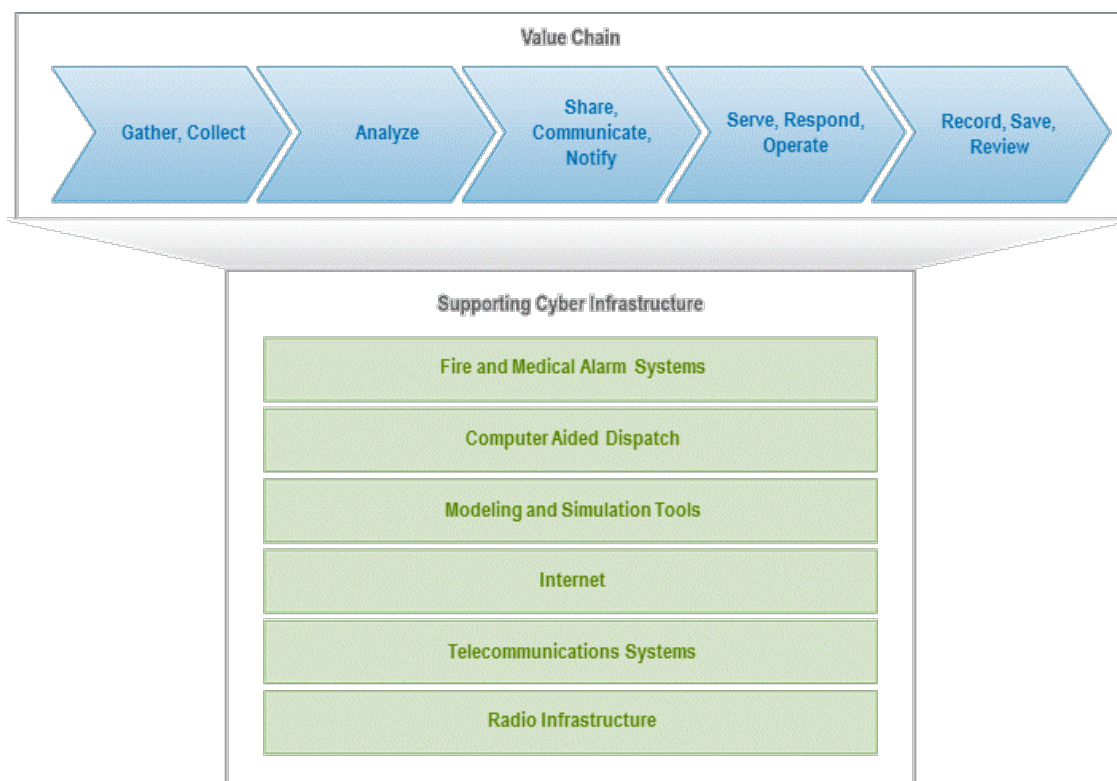 Value Chain
Gather, Collect
Analyze
Share,
Communicate,
Notify
Serve, Respond,
Operate
Record, Save,
Review
Supporting Cyber Infrastructure
Fire and Medical Alarm Systems
Computer Aided Dispatch
Modeling and Simulation Tools
Internet
Telecommunications Systems
Radio Infrastructure